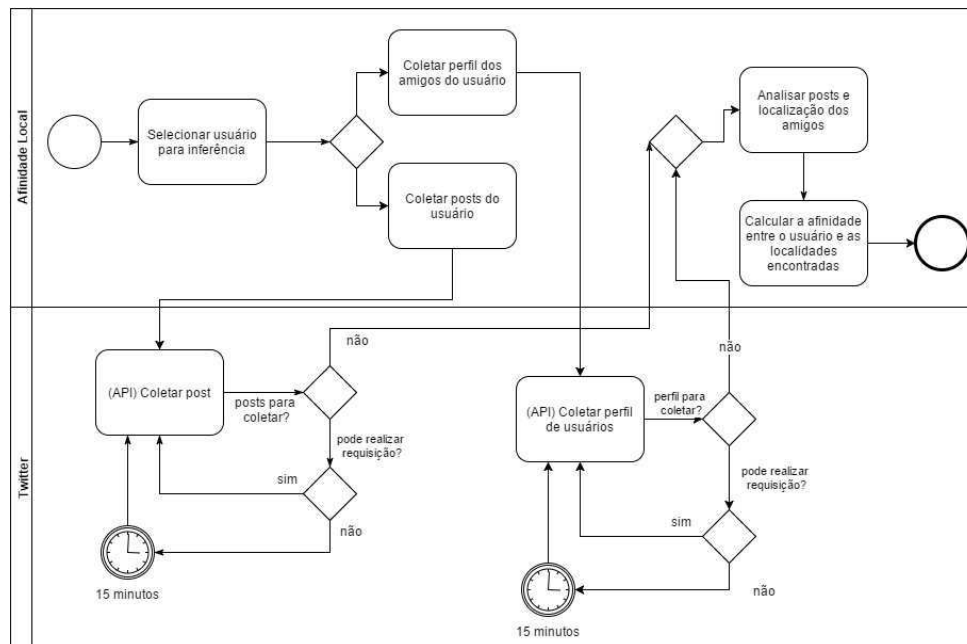 Afinidade Local
Selecionar usuário
para inferência
Coletar perfil dos
amigos do usuário
Coletar posts do
usuário
Analisar posts e
localização dos
amigos
Calcular a afinidade
entre o usuário e as
localidades
encontradas
Twitter
(API) Coletar post
posts para
coletar?
não
pode realizar
requisição?
sim
não
15 minutos
(API) Coletar perfil
de usuários
perfil para
coletar?
não
pode realizar
requisição?
sim
não
15 minutos